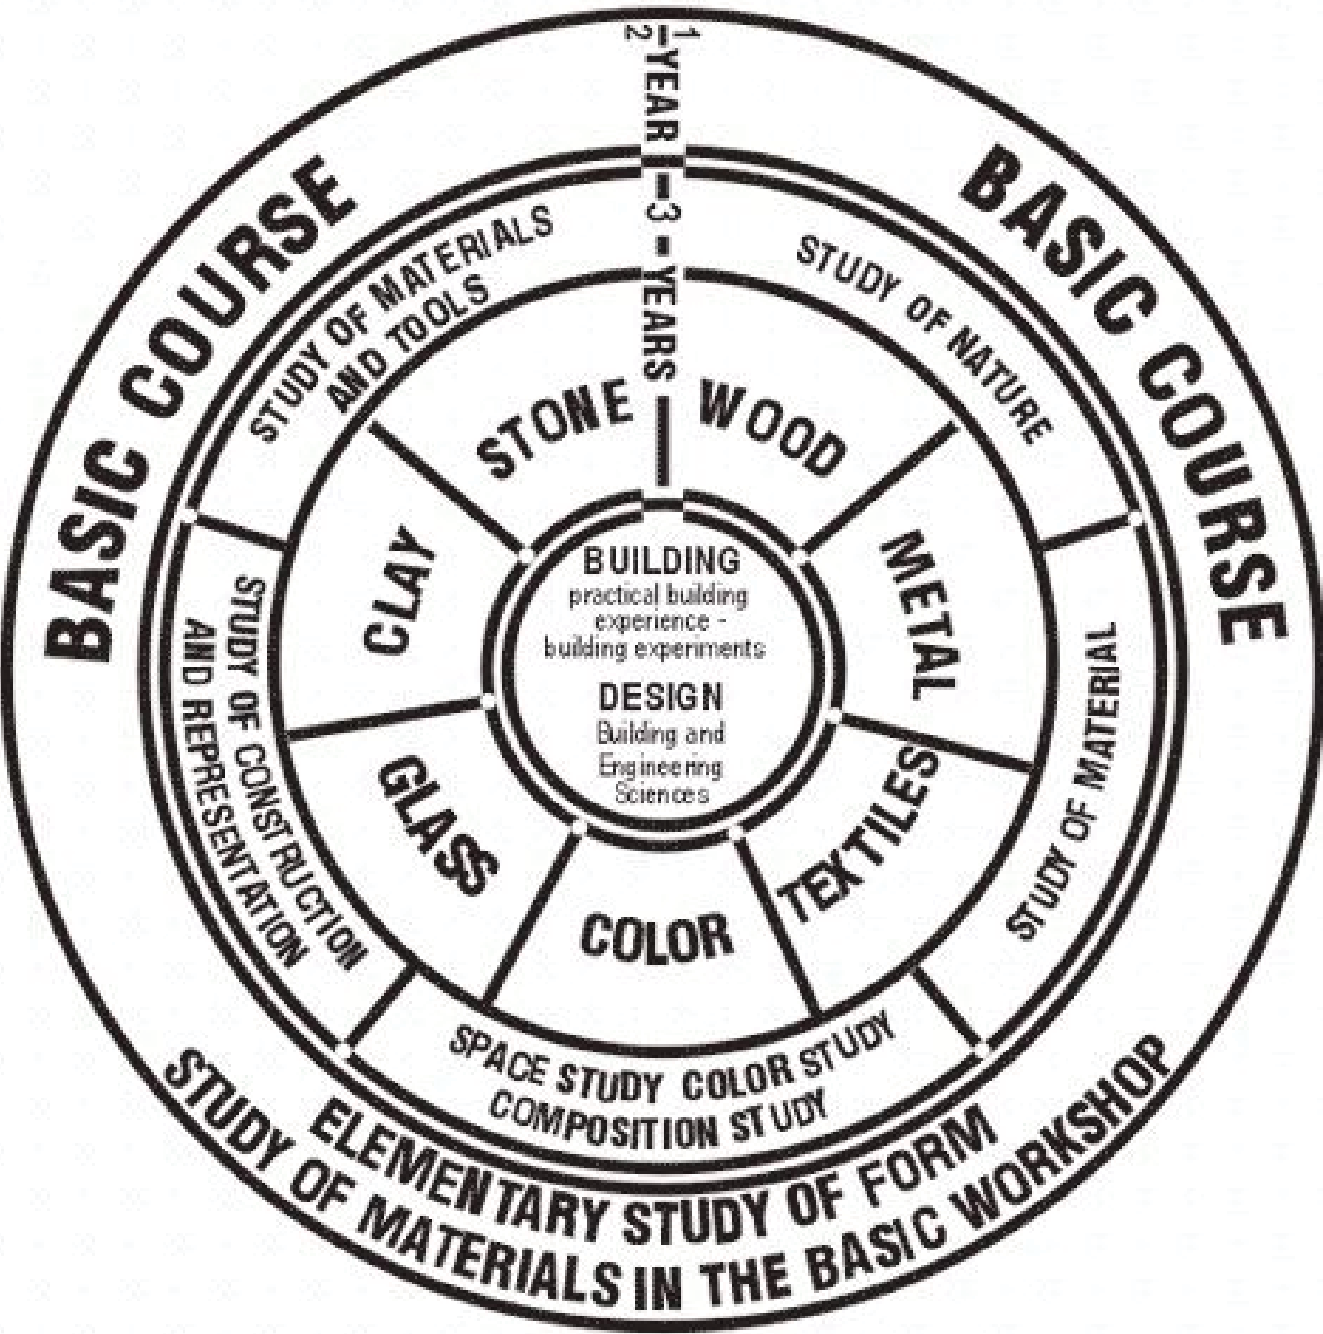 1
2
YEAR
3
YEARS
BASIC COURSE
BASIC COURSE
STUDY OF MATERIALS
AND TOOLS
STUDY OF NATURE
STUDY OF MATERIAL
SPACE STUDY COLOR STUDY
COMPOSITION STUDY
STUDY OF CONSTRUCTION
AND REPRESENTATION
STONE
WOOD
METAL
TEXTILES
COLOR
GLASS
CLAY
BUILDING
practical building
experience -
building experiments
DESIGN
Building and
Engineering
Sciences
ELEMENTARY STUDY OF FORM
STUDY OF MATERIALS IN THE BASIC WORKSHOP